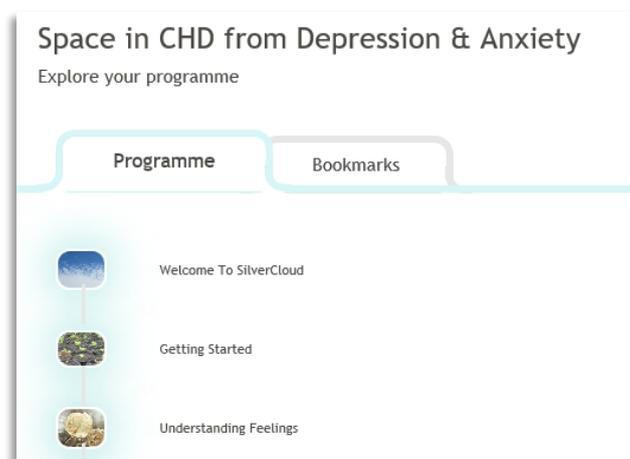 Space in CHD from Depression & Anxiety
Explore your programme
Programme
Bookmarks
Welcome To SilverCloud
Getting Started
Understanding Feelings